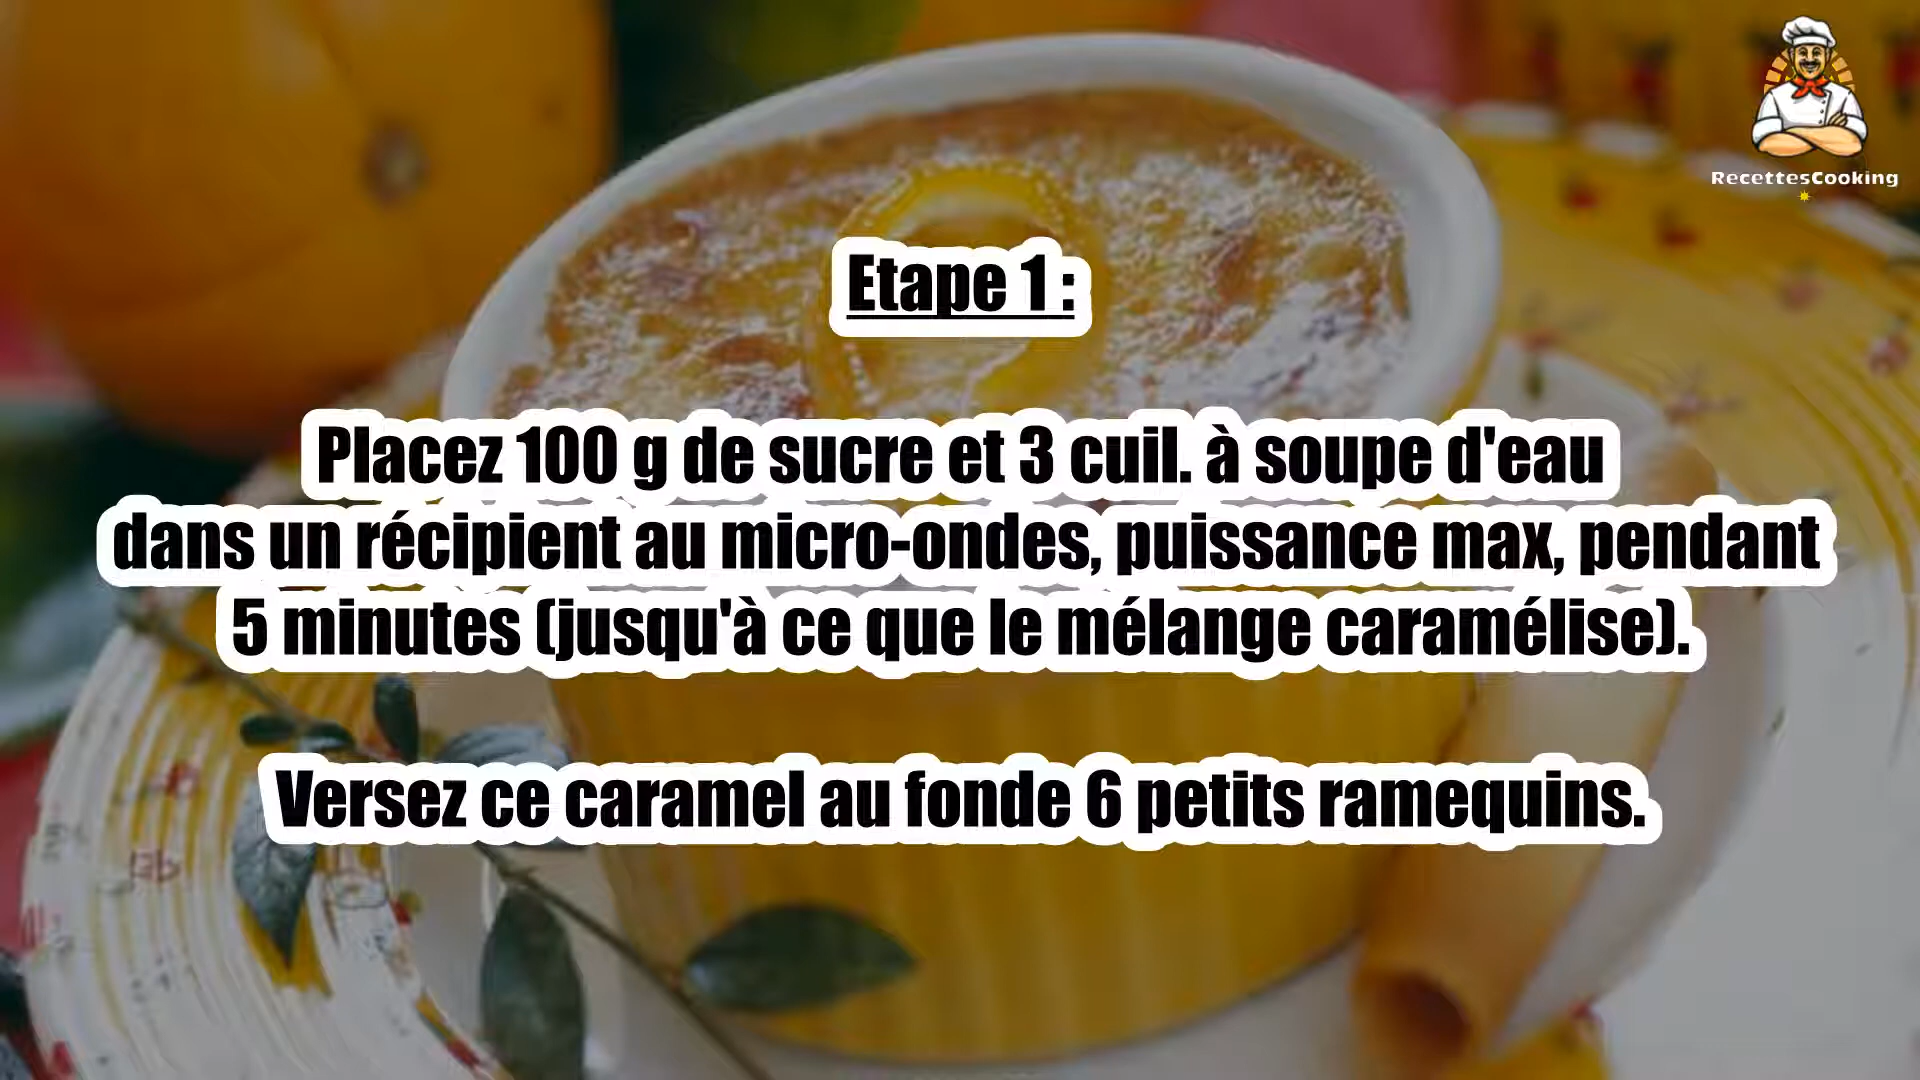 RecettesCooking
Etape 1 :
Placez 100 g de sucre et 3 cuil. à soupe d'eau
dans un récipient au micro-ondes, puissance max, pendant
5 minutes (jusqu'à ce que le mélange caramélise).
Versez ce caramel au fonde 6 petits ramequins.